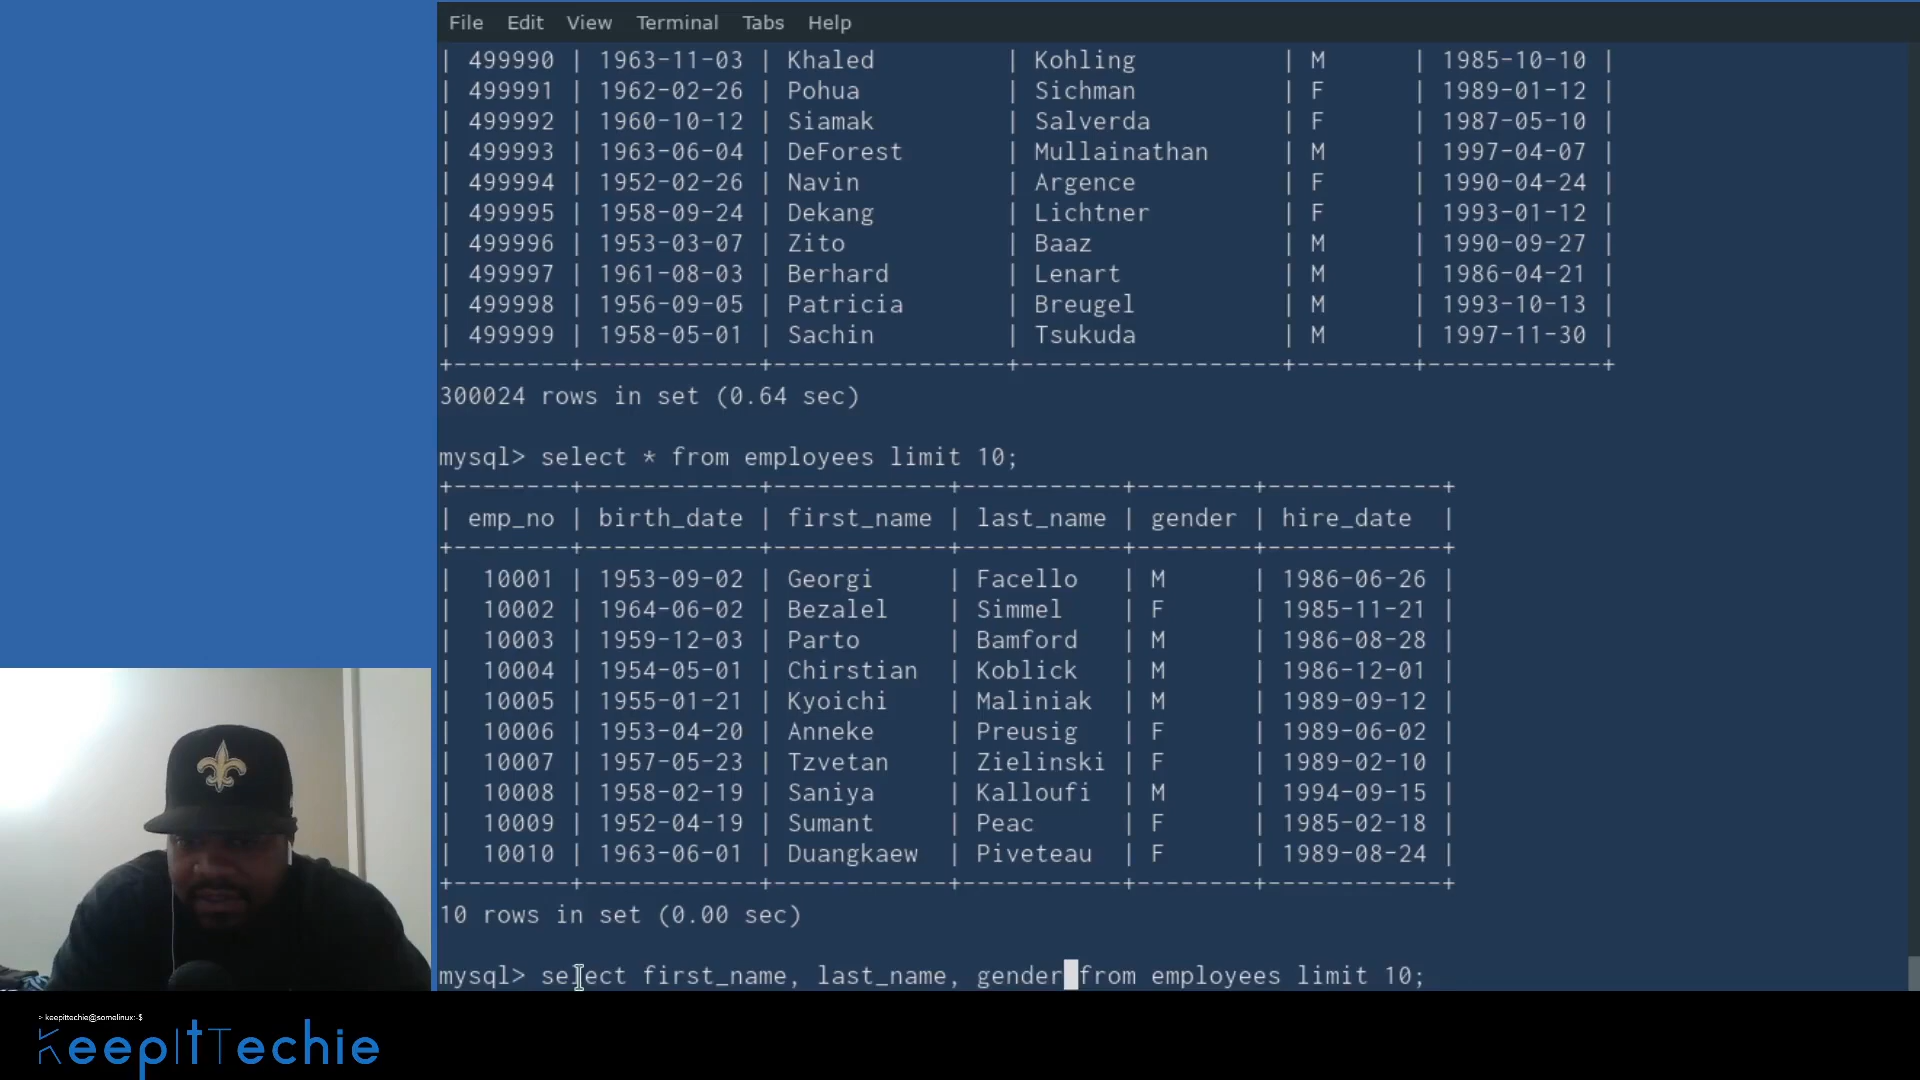 File Edit View Terminal Tabs Help
| 499990 | 1963-11-03 | Khaled | Kohling | M | 1985-10-10 |
| 499991 | 1962-02-26 | Pohua | Sichman | F | 1989-01-12 |
| 499992 | 1960-10-12 | Siamak | Salverda | F | 1987-05-10 |
| 499993 | 1963-06-04 | DeForest | Mullainathan | M | 1997-04-07 |
| 499994 | 1952-02-26 | Navin | Argence | F | 1990-04-24 |
| 499995 | 1958-09-24 | Dekang | Lichtner | F | 1993-01-12 |
| 499996 | 1953-03-07 | Zito | Baaz | M | 1990-09-27 |
| 499997 | 1961-08-03 | Berhard | Lenart | M | 1986-04-21 |
| 499998 | 1956-09-05 | Patricia | Breugel | M | 1993-10-13 |
| 499999 | 1958-05-01 | Sachin | Tsukuda | M | 1997-11-30 |
+--------+------------+----------------+------------------+--------+------------+
300024 rows in set (0.64 sec)
mysql> select * from employees limit 10;
+--------+------------+------------+-----------+--------+------------+
| emp_no | birth_date | first_name | last_name | gender | hire_date |
+--------+------------+------------+-----------+--------+------------+
| 10001 | 1953-09-02 | Georgi | Facello | M | 1986-06-26 |
| 10002 | 1964-06-02 | Bezalel | Simmel | F | 1985-11-21 |
| 10003 | 1959-12-03 | Parto | Bamford | M | 1986-08-28 |
| 10004 | 1954-05-01 | Chirstian | Koblick | M | 1986-12-01 |
| 10005 | 1955-01-21 | Kyoichi | Maliniak | M | 1989-09-12 |
| 10006 | 1953-04-20 | Anneke | Preusig | F | 1989-06-02 |
| 10007 | 1957-05-23 | Tzvetan | Zielinski | F | 1989-02-10 |
| 10008 | 1958-02-19 | Saniya | Kalloufi | M | 1994-09-15 |
| 10009 | 1952-04-19 | Sumant | Peac | F | 1985-02-18 |
| 10010 | 1963-06-01 | Duangkaew | Piveteau | F | 1989-08-24 |
+--------+------------+------------+-----------+--------+------------+
10 rows in set (0.00 sec)
mysql> select first_name, last_name, gender from employees limit 10;
> keepittechie@somelinux:-$
KeepItTechie